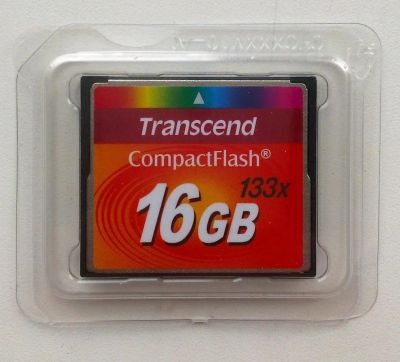 Transcend
CompactFlash®
133x
16GB